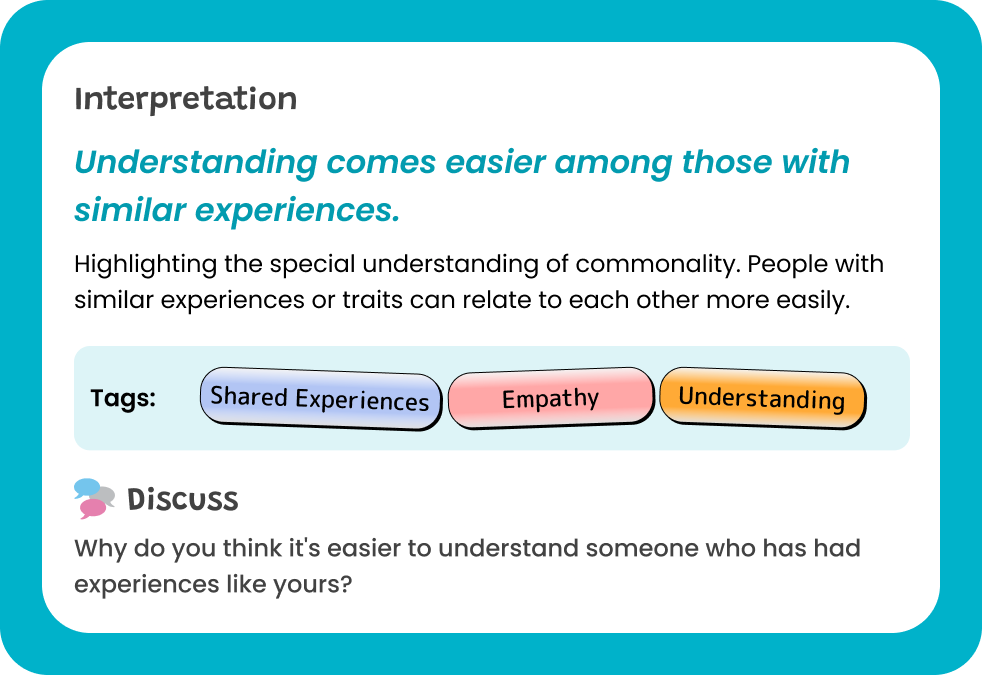 Interpretation
Understanding comes easier among those with
similar experiences.
Highlighting the special understanding of commonality. People with
similar experiences or traits can relate to each other more easily.
Tags: Shared Experiences Empathy Understanding
Discuss
Why do you think it's easier to understand someone who has had
experiences like yours?